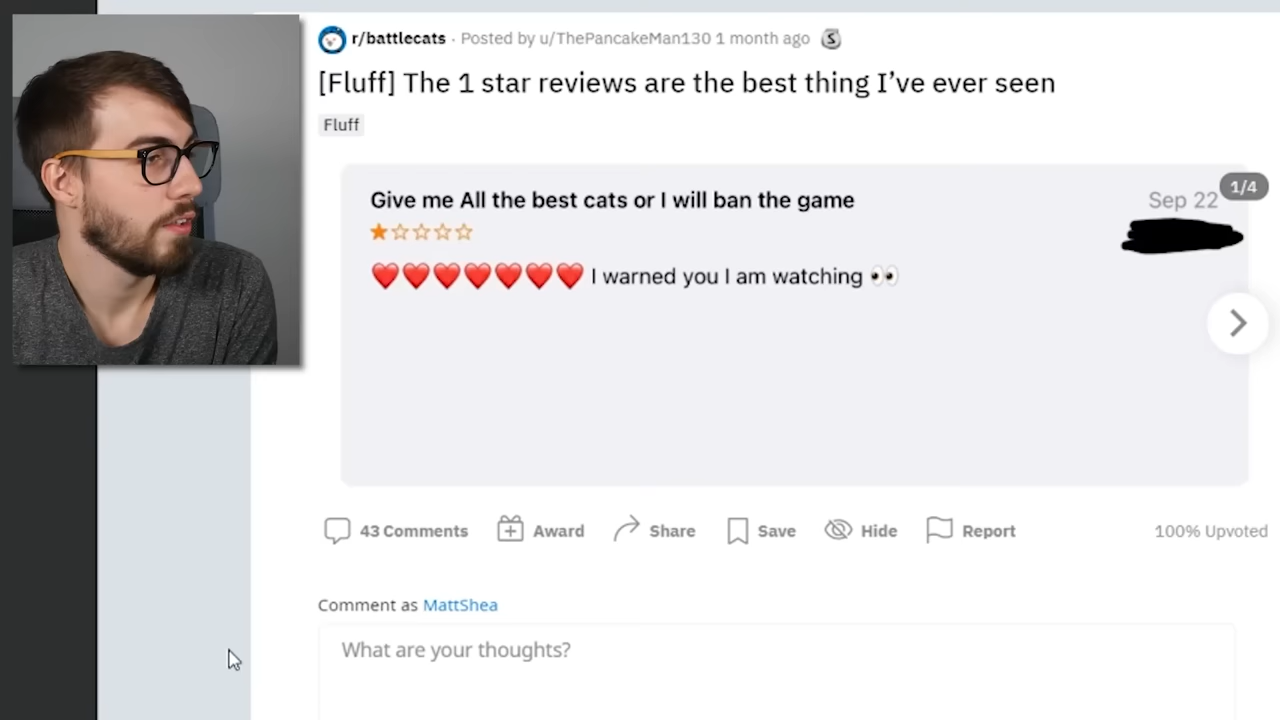 r/battlecats · Posted by u/ThePancakeMan130 1 month ago
[Fluff] The 1 star reviews are the best thing I’ve ever seen
Fluff
1/4
Give me All the best cats or I will ban the game
Sep 22
❤️❤️❤️❤️❤️❤️❤️ I warned you I am watching 👀
43 Comments Award Share Save Hide Report 100% Upvoted
Comment as MattShea
What are your thoughts?